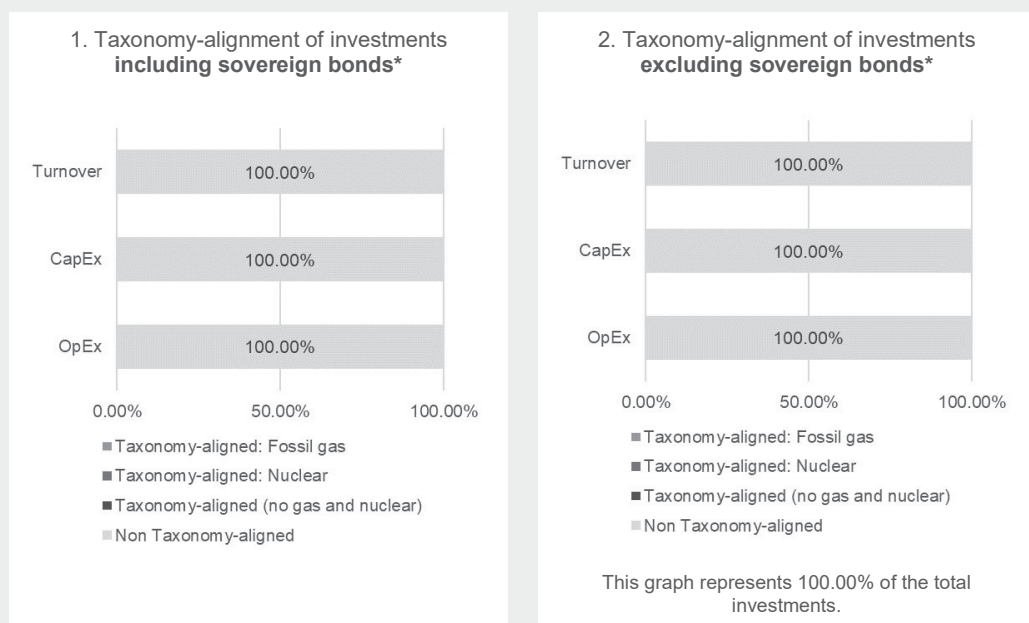 1. Taxonomy-alignment of investments
including sovereign bonds*
Turnover
100.00%
CapEx
100.00%
OpEx
100.00%
0.00%
50.00%
100.00%
Taxonomy-aligned: Fossil gas
Taxonomy-aligned: Nuclear
Taxonomy-aligned (no gas and nuclear)
Non Taxonomy-aligned
2. Taxonomy-alignment of investments
excluding sovereign bonds*
Turnover
100.00%
CapEx
100.00%
OpEx
100.00%
0.00%
50.00%
100.00%
Taxonomy-aligned: Fossil gas
Taxonomy-aligned: Nuclear
Taxonomy-aligned (no gas and nuclear)
Non Taxonomy-aligned
This graph represents 100.00% of the total
investments.